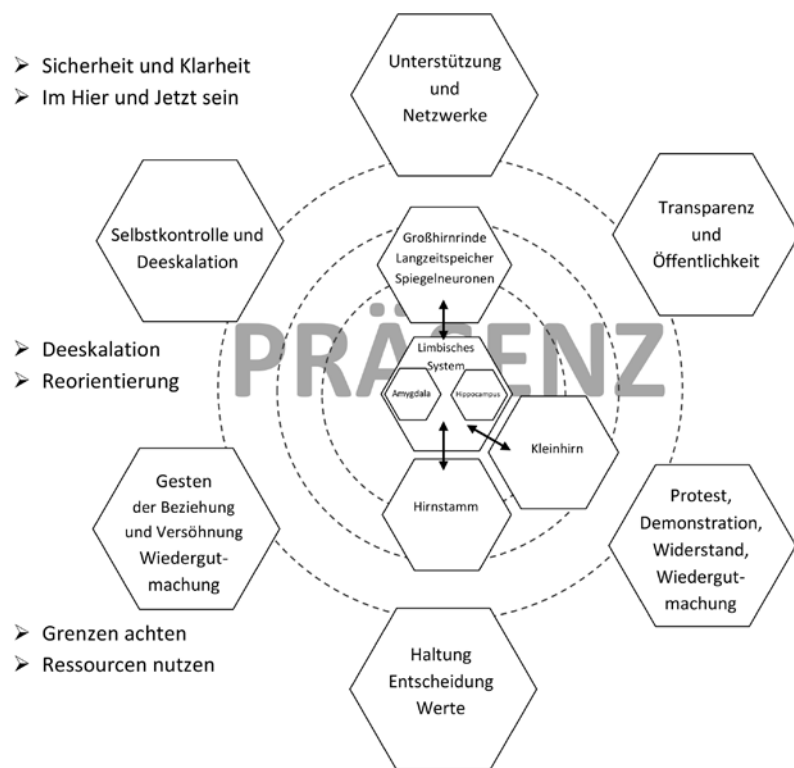 ➢ Sicherheit und Klarheit
➢ Im Hier und Jetzt sein
Unterstützung
und
Netzwerke
Selbstkontrolle und
Deeskalation
Transparenz
und
Öffentlichkeit
Großhirnrinde
Langzeitspeicher
Spiegelneuronen
➢ Deeskalation
➢ Reorientierung
PRÄSENZ
Limbisches
System
Amygdala
Hippocampus
Kleinhirn
Hirnstamm
Gesten
der Beziehung
und Versöhnung
Wiedergut-
machung
Protest,
Demonstration,
Widerstand,
Wiedergut-
machung
➢ Grenzen achten
➢ Ressourcen nutzen
Haltung
Entscheidung
Werte